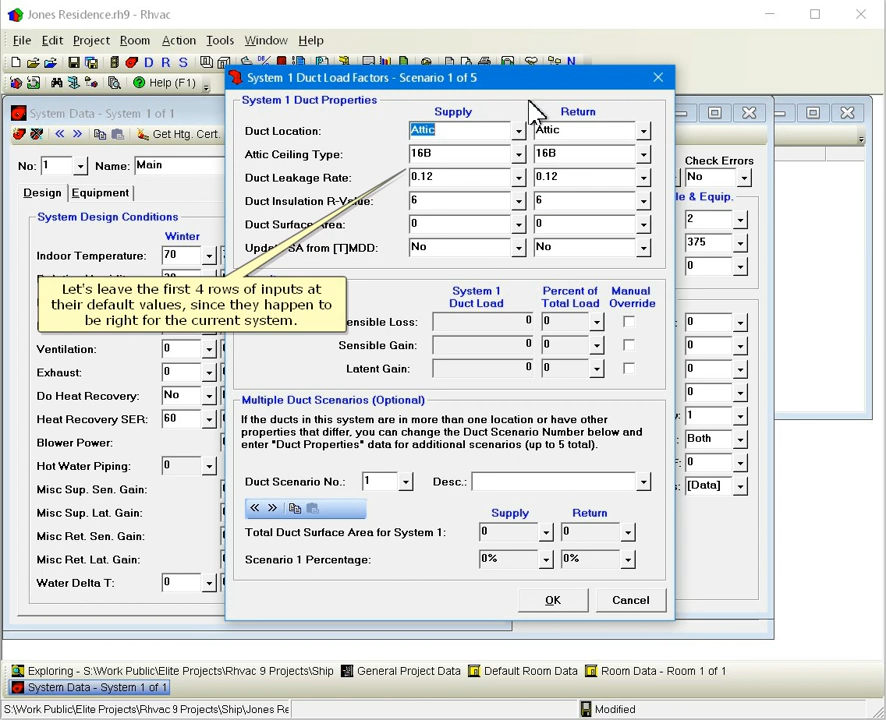 Jones Residence.rh9 - Rhvac
File Edit Project Room Action Tools Window Help
D R S
N
Help (F1)
System Data - System 1 of 1
Get Htg. Cert.
No: 1 Name: Main
Check Errors
No
Design Equipment
System Design Conditions
Winter
Indoor Temperature: 70
Ventilation: 0
Exhaust: 0
Do Heat Recovery: No
Heat Recovery SER: 60
Blower Power:
Hot Water Piping: 0
Misc Sup. Sen. Gain:
Misc Sup. Lat. Gain:
Misc Ret. Sen. Gain:
Misc Ret. Lat. Gain:
Water Delta T: 0
e & Equip.
2
375
0
0
0
0
0
1
Both
0
[Data]
System 1 Duct Load Factors - Scenario 1 of 5
System 1 Duct Properties
Supply Return
Duct Location: Attic Attic
Attic Ceiling Type: 16B 16B
Duct Leakage Rate: 0.12 0.12
Duct Insulation R-Value: 6 6
Duct Surface Area: 0 0
Update SA from [T]MDD: No No
Let's leave the first 4 rows of inputs at
their default values, since they happen to
be right for the current system.
System 1 Duct Load
Percent of Total Load
Manual Override
Sensible Loss: 0 0
Sensible Gain: 0 0
Latent Gain: 0 0
Multiple Duct Scenarios (Optional)
If the ducts in this system are in more than one location or have other
properties that differ, you can change the Duct Scenario Number below and
enter "Duct Properties" data for additional scenarios (up to 5 total).
Duct Scenario No.: 1 Desc.:
Supply Return
Total Duct Surface Area for System 1: 0 0
Scenario 1 Percentage: 0% 0%
OK Cancel
Exploring - S:\Work Public\Elite Projects\Rhvac 9 Projects\Ship General Project Data Default Room Data Room Data - Room 1 of 1
System Data - System 1 of 1
S:\Work Public\Elite Projects\Rhvac 9 Projects\Ship\Jones Re Modified